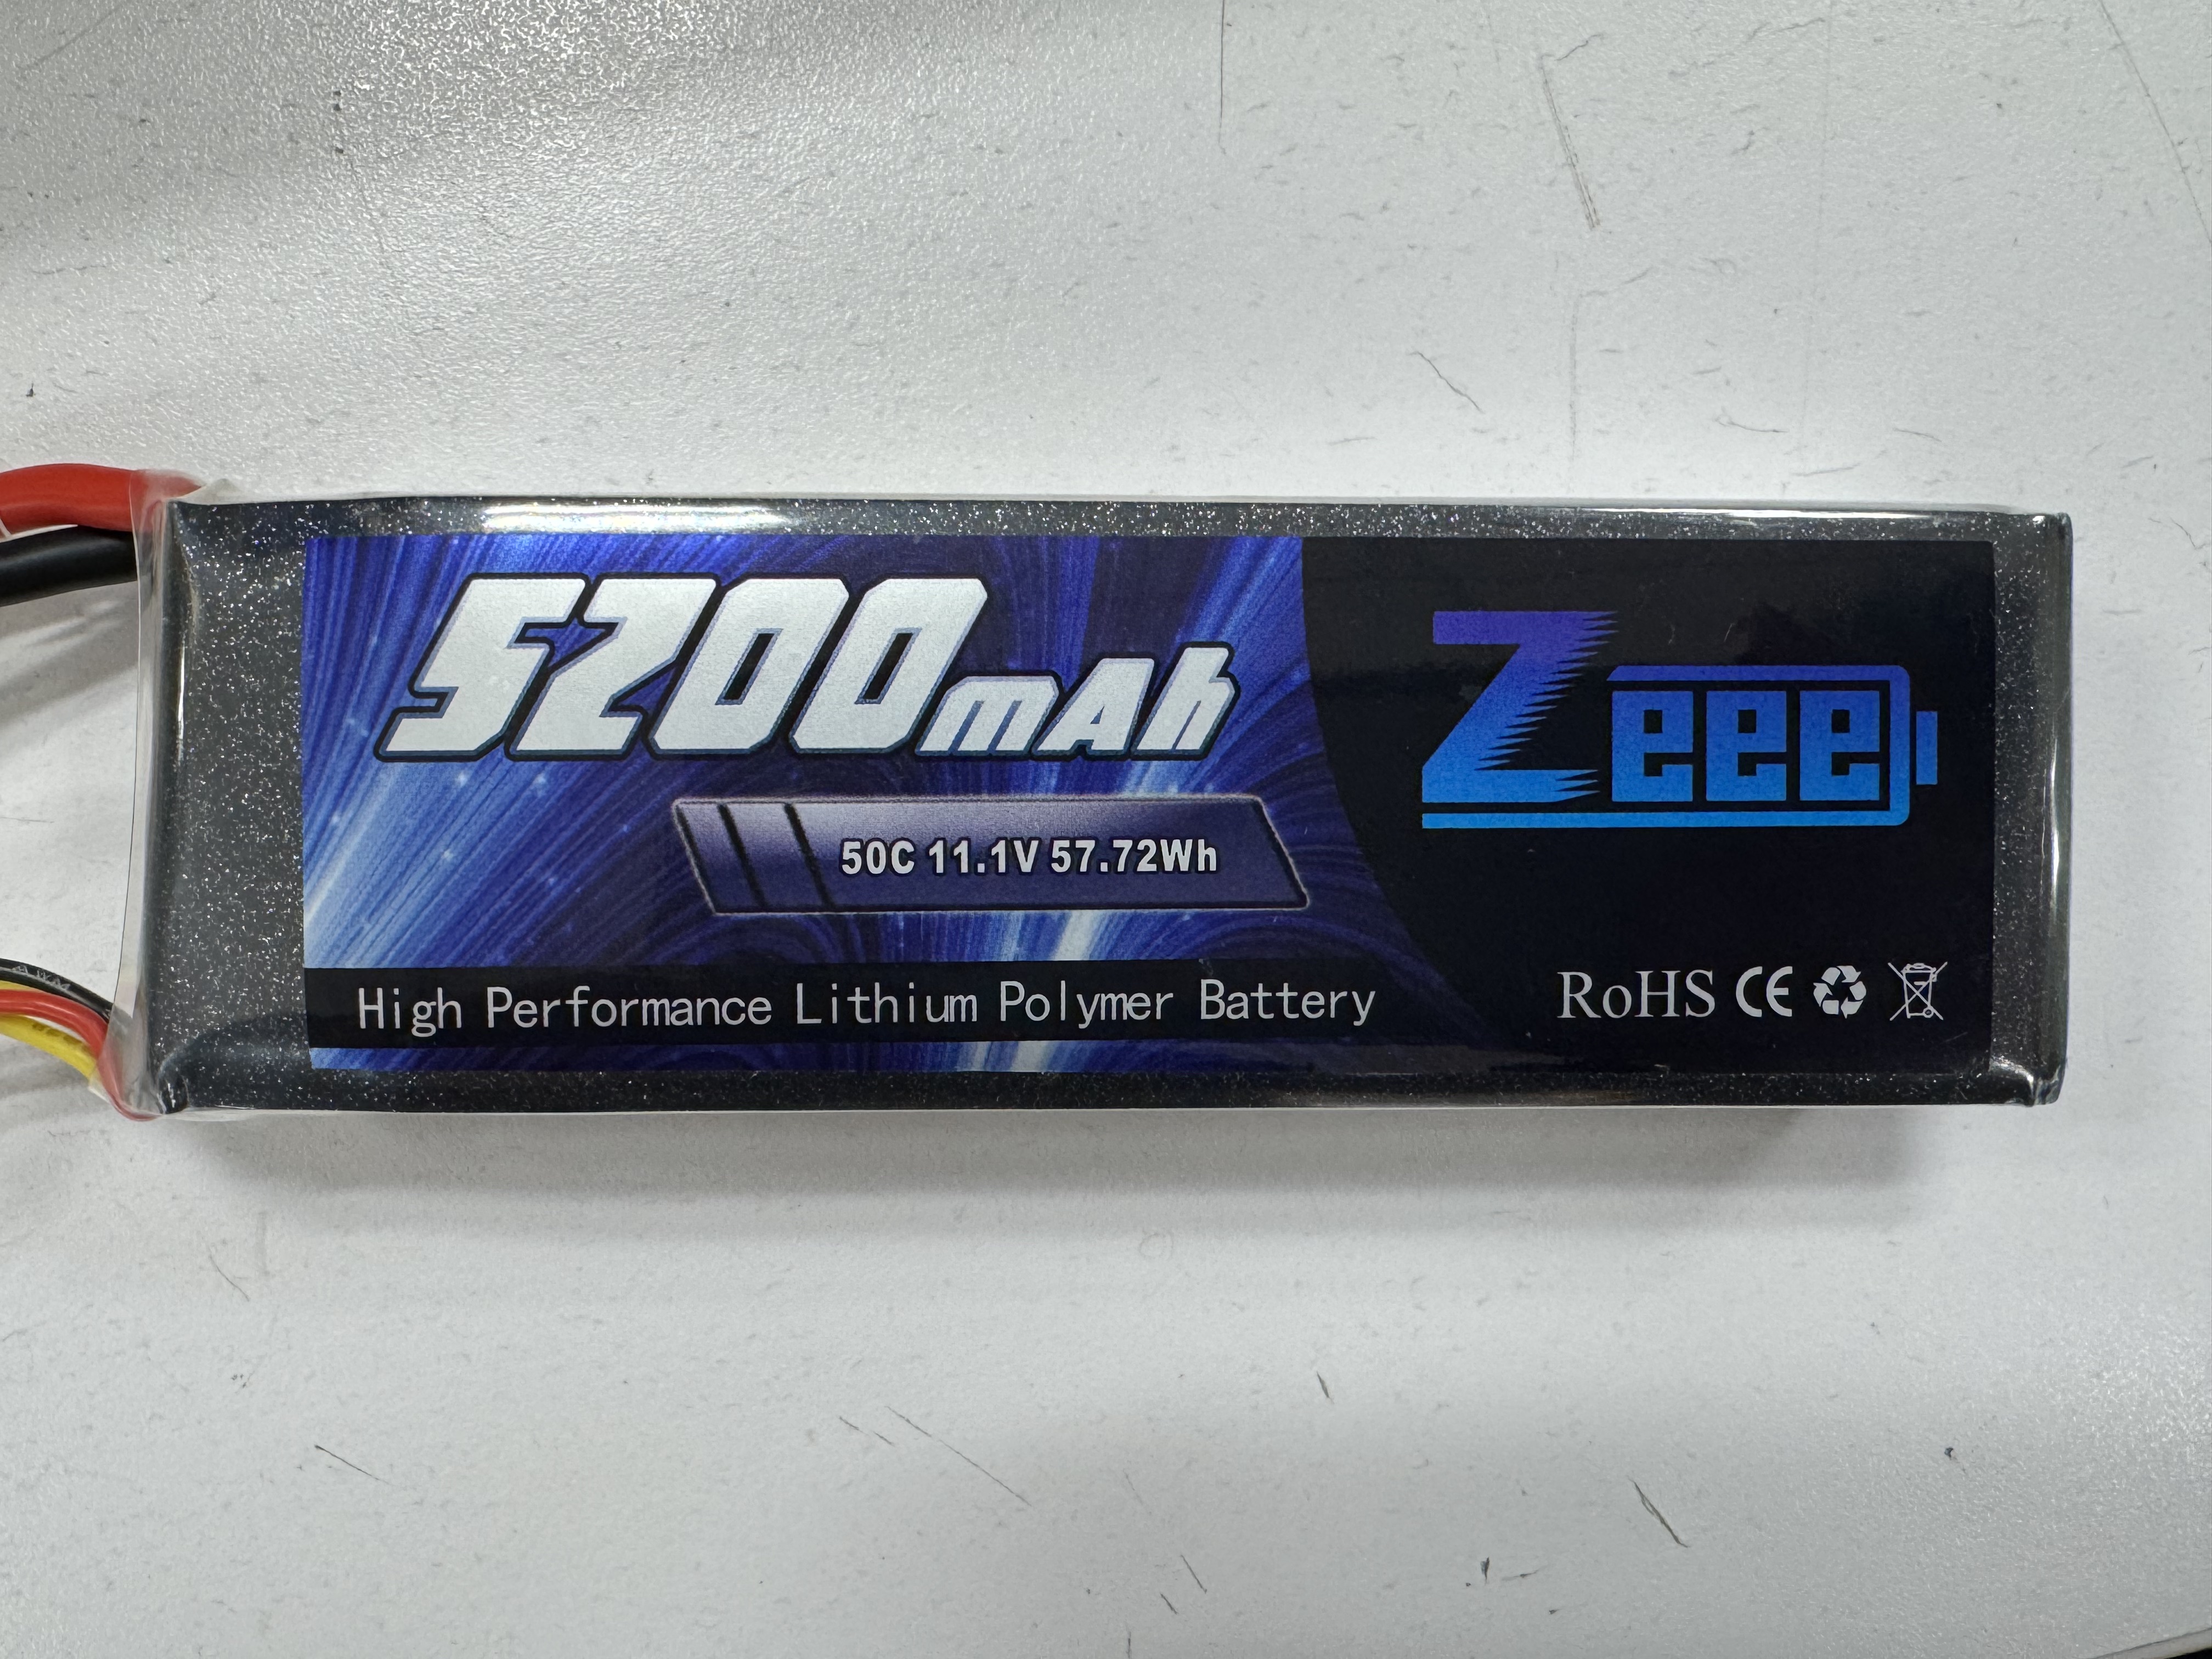 5200mAh
50C 11.1V 57.72Wh
High Performance Lithium Polymer Battery
Zeee
RoHS CE